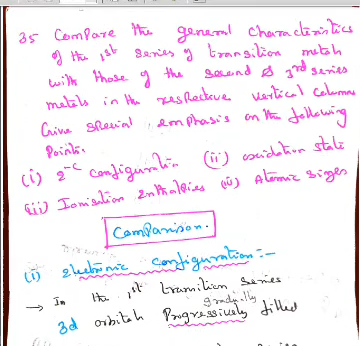 35 Compare the general characteristics
of the 1st series of transition metals
with those of the second & 3rd series
metals in the respective vertical columns
Give special emphasis on the following
points.
(i) e-c configuration (ii) oxidation state
(iii) Ionisation Enthalpies (iv) Atomic sizes
Comparison.
(i) electronic configuration :-
→ In the 1st transition series
gradually
3d orbitals Progressively filled